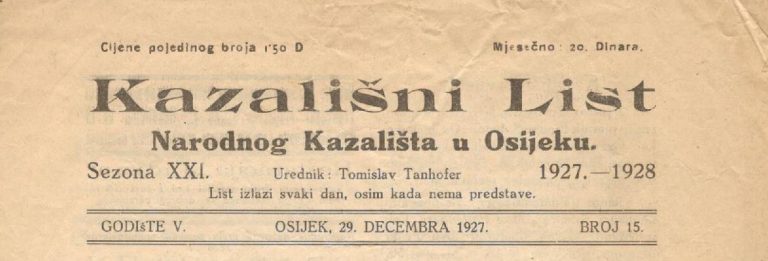 Cijene pojedinog broja 1'50 D Mjesečno: 20. Dinara.
Kazališni List
Narodnog Kazališta u Osijeku.
Sezona XXI. Urednik: Tomislav Tanhofer 1927.—1928
List izlazi svaki dan, osim kada nema predstave.
GODIšTE V. OSIJEK, 29. DECEMBRA 1927. BROJ 15.